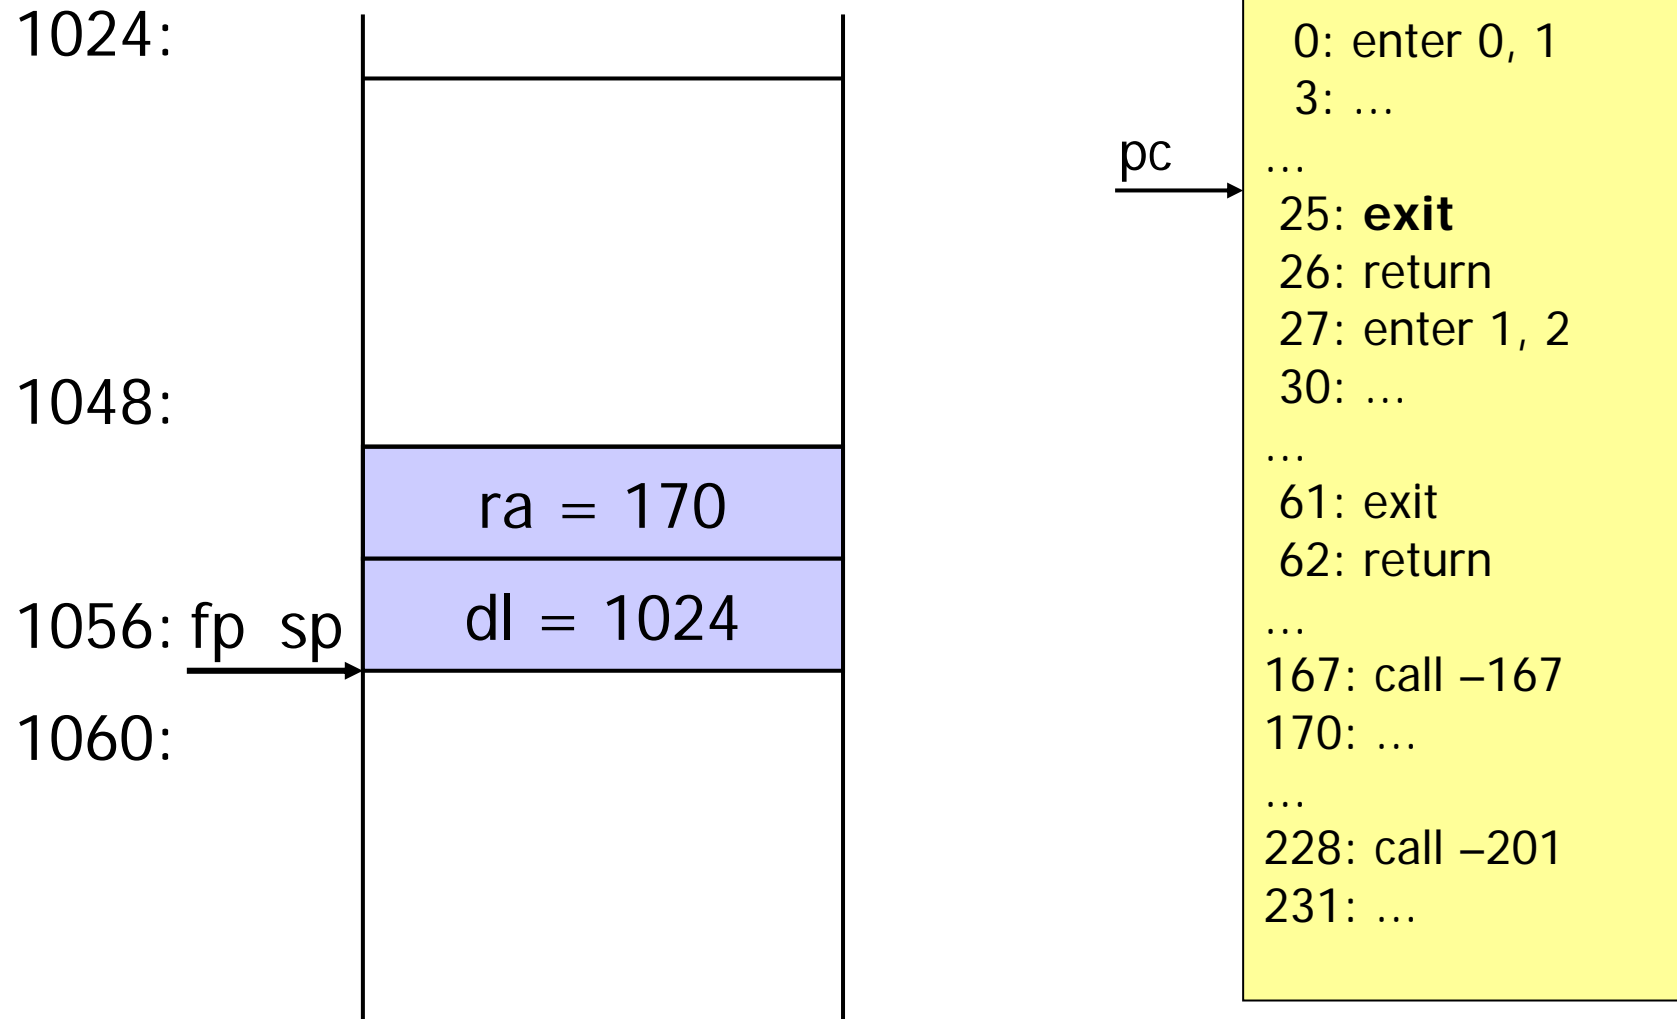 1024:
1048:
ra = 170
1056: fp sp
dl = 1024
1060:
pc
0: enter 0, 1
3: ...
...
25: exit
26: return
27: enter 1, 2
30: ...
...
61: exit
62: return
...
167: call –167
170: ...
...
228: call –201
231: ...